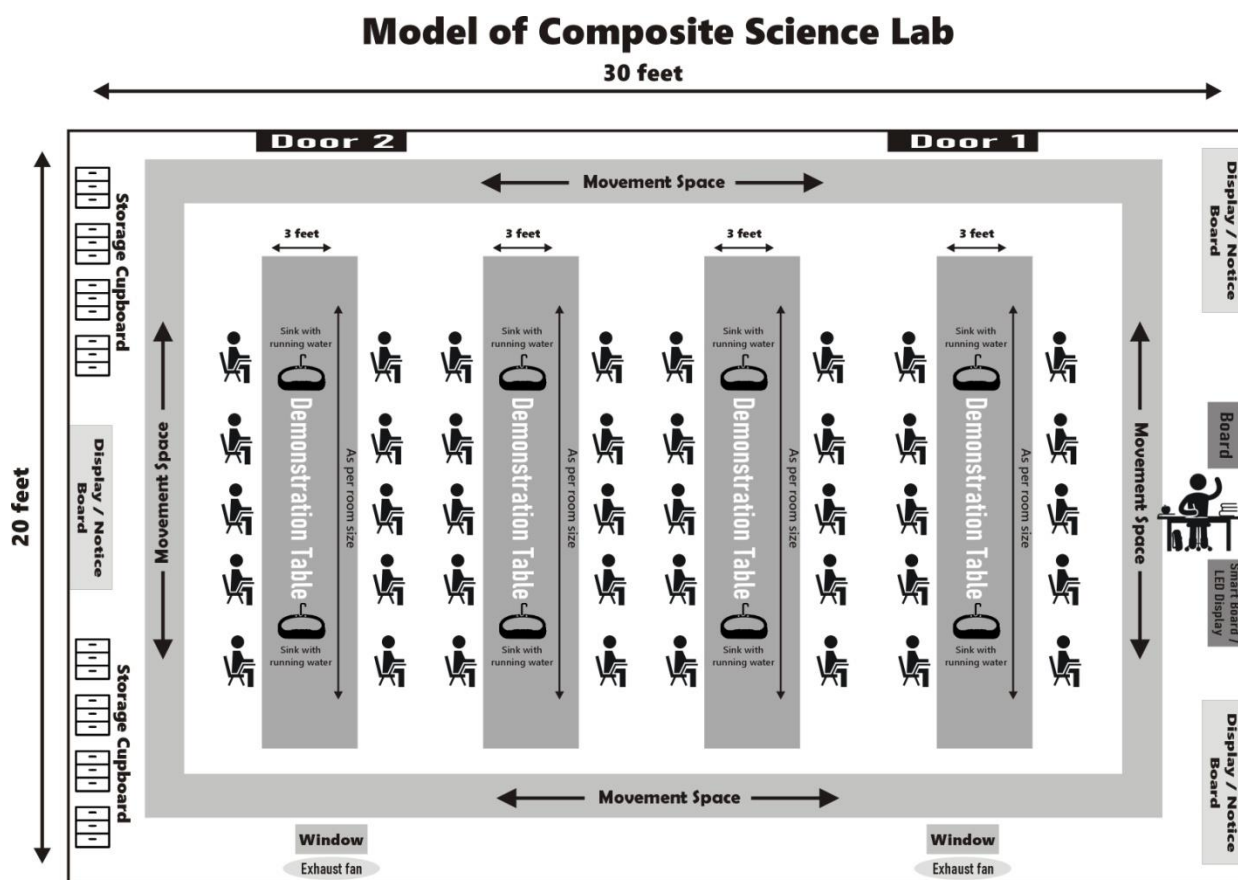 Model of Composite Science Lab
30 feet
Door 2
Door 1
Movement Space
20 feet
Storage Cupboard
Display / Notice
Board
Storage Cupboard
Movement Space
3 feet
3 feet
3 feet
3 feet
Sink with
running water
Demonstration Table
As per room size
Sink with
running water
Sink with
running water
Demonstration Table
As per room size
Sink with
running water
Sink with
running water
Demonstration Table
As per room size
Sink with
running water
Sink with
running water
Demonstration Table
As per room size
Sink with
running water
Movement Space
Display / Notice
Board
Board
Smart Board /
LED Display
Display / Notice
Board
Movement Space
Window
Exhaust fan
Window
Exhaust fan